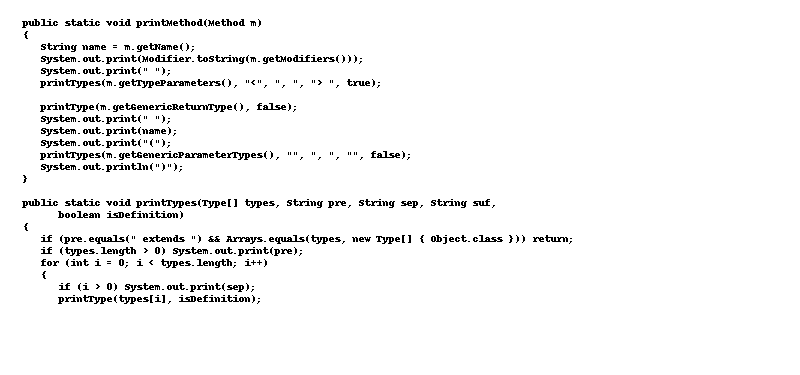 public static void printMethod(Method m)
{
   String name = m.getName();
   System.out.print(Modifier.toString(m.getModifiers()));
   System.out.print(" ");
   printTypes(m.getTypeParameters(), "<", ", ", "> ", true);

   printType(m.getGenericReturnType(), false);
   System.out.print(" ");
   System.out.print(name);
   System.out.print("(");
   printTypes(m.getGenericParameterTypes(), "", ", ", "", false);
   System.out.println(")");
}

public static void printTypes(Type[] types, String pre, String sep, String suf,
      boolean isDefinition)
{
   if (pre.equals(" extends ") && Arrays.equals(types, new Type[] { Object.class })) return;
   if (types.length > 0) System.out.print(pre);
   for (int i = 0; i < types.length; i++)
   {
      if (i > 0) System.out.print(sep);
      printType(types[i], isDefinition);